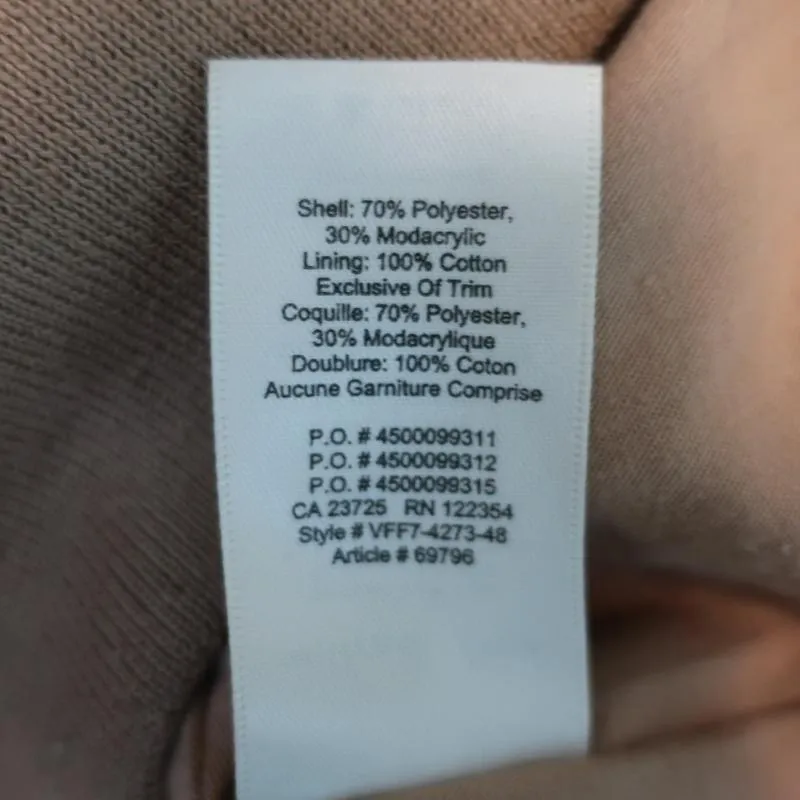 Shell: 70% Polyester,
30% Modacrylic
Lining: 100% Cotton
Exclusive Of Trim
Coquille: 70% Polyester,
30% Modacrylique
Doublure: 100% Coton
Aucune Garniture Comprise
P.O. # 4500099311
P.O. # 4500099312
P.O. # 4500099315
CA 23725 RN 122354
Style # VFF7-4273-48
Article # 69796